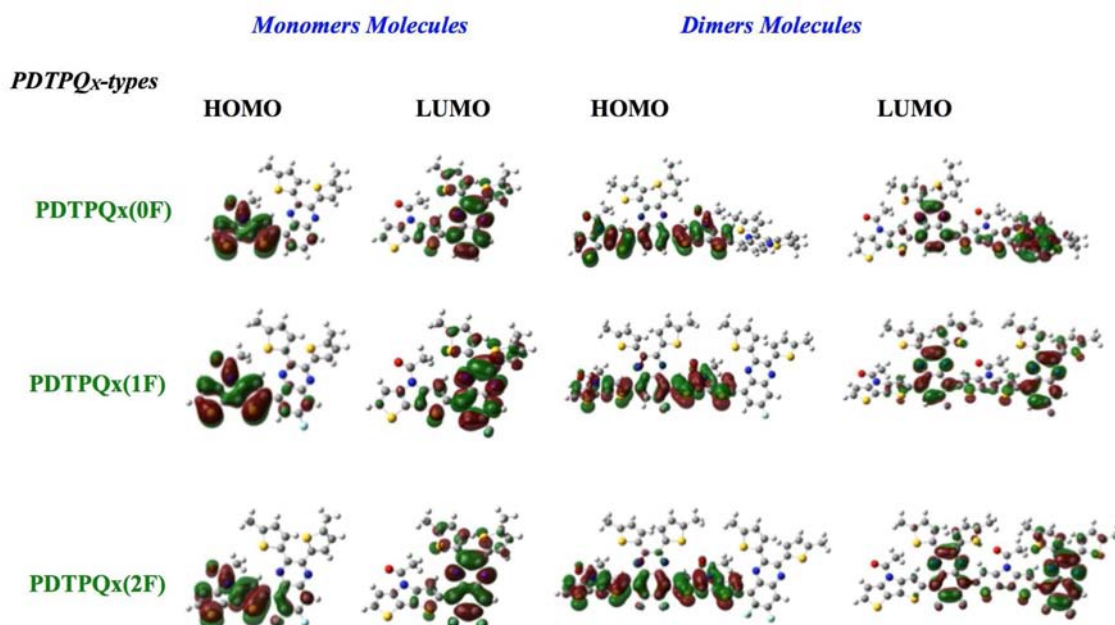 Monomers Molecules Dimers Molecules
PDTPQx-types
HOMO LUMO HOMO LUMO
PDTPQx(0F)
PDTPQx(1F)
PDTPQx(2F)